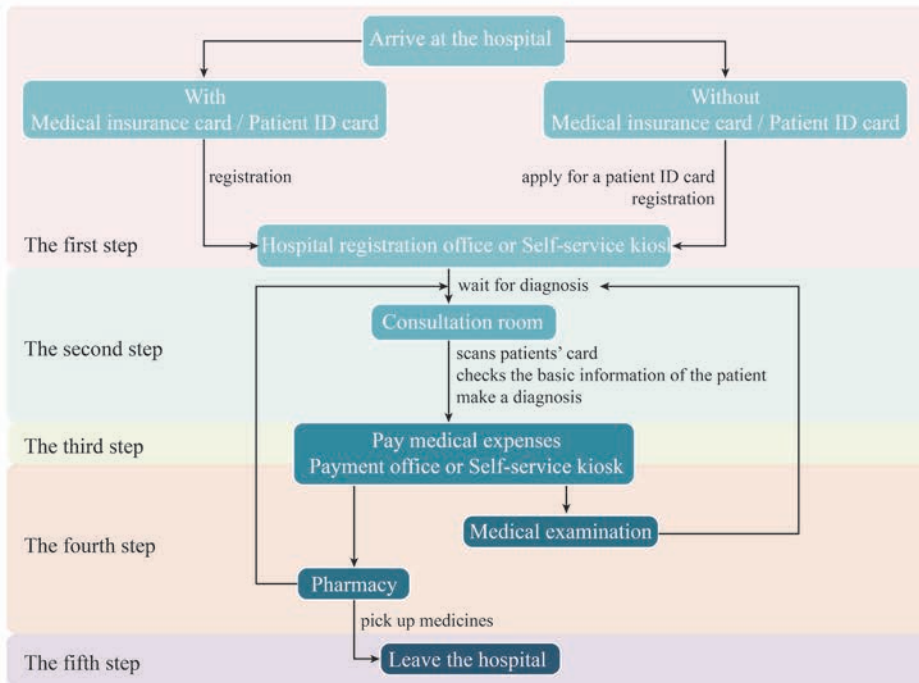 Arrive at the hospital
With
Medical insurance card / Patient ID card
Without
Medical insurance card / Patient ID card
registration
apply for a patient ID card
registration
The first step
Hospital registration office or Self-service kiosk
wait for diagnosis
Consultation room
The second step
scans patients’ card
checks the basic information of the patient
make a diagnosis
The third step
Pay medical expenses
Payment office or Self-service kiosk
Medical examination
The fourth step
Pharmacy
pick up medicines
The fifth step
Leave the hospital